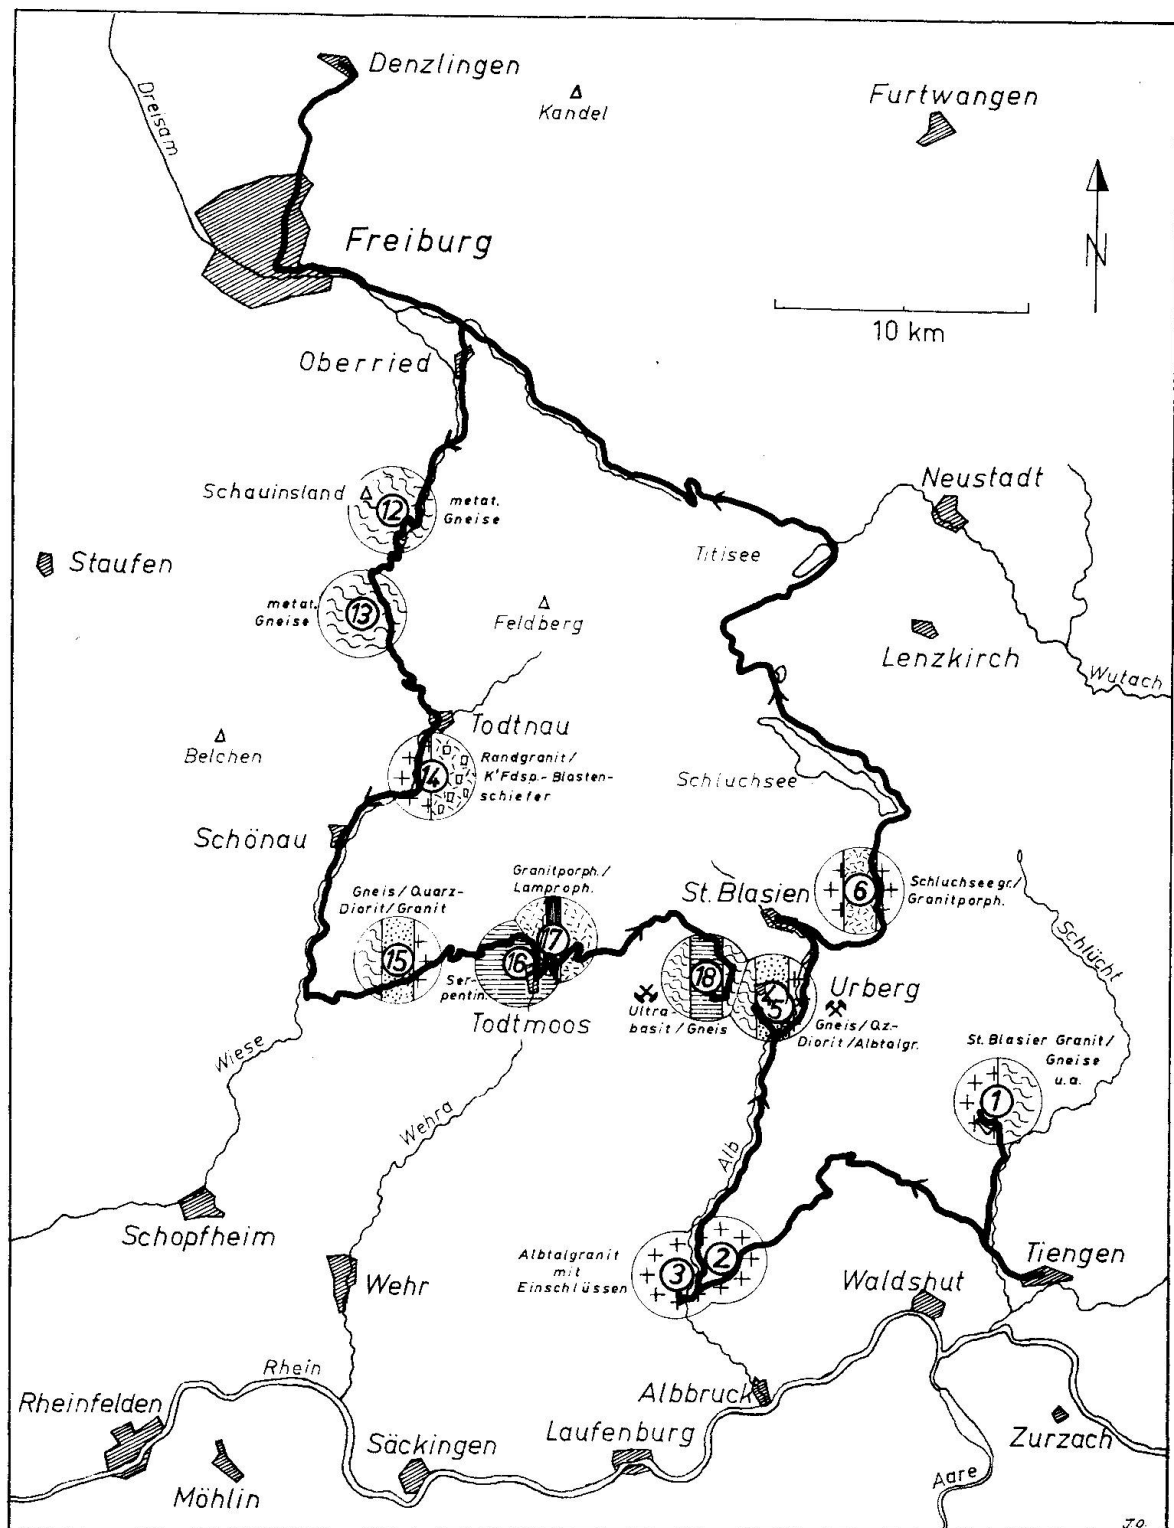 Denzlingen
Kandel
Furtwangen
Dreisam
Freiburg
N
10 km
Oberried
Schauinsland
12
metat.
Gneise
Neustadt
Titisee
Staufen
metat.
Gneise
13
Feldberg
Lenzkirch
Wutach
Todtnau
Belchen
14
Randgranit/
K'Fdsp.-Blasten-
schiefer
Schluchsee
Schönau
Granitporph./
Lamproph.
St. Blasien
6
Schluchseegr./
Granitporph.
Gneis/Quarz-
Diorit/Granit
Schlücht
15
16
17
18
4
5
Ser-
pentin.
Todtmoos
Ultra-
basit/Gneis
Urberg
Gneis/Qz.-
Diorit/Albtalgr.
St. Blasier Granit/
Gneise
u.a.
1
Wiese
Wehra
Alb
Schopfheim
Albtalgranit
mit
Einschlüssen
3
2
Tiengen
Wehr
Waldshut
Rhein
Rheinfelden
Albbruck
Säckingen
Laufenburg
Zurzach
Möhlin
Aare
J.O.